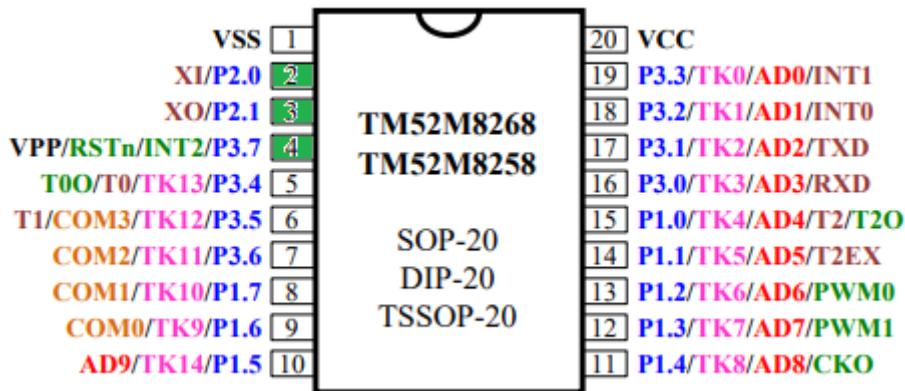 VSS 1
XI/P2.0 2
XO/P2.1 3
VPP/RSTn/INT2/P3.7 4
T0O/T0/TK13/P3.4 5
T1/COM3/TK12/P3.5 6
COM2/TK11/P3.6 7
COM1/TK10/P1.7 8
COM0/TK9/P1.6 9
AD9/TK14/P1.5 10
TM52M8268
TM52M8258
SOP-20
DIP-20
TSSOP-20
20 VCC
19 P3.3/TK0/AD0/INT1
18 P3.2/TK1/AD1/INT0
17 P3.1/TK2/AD2/TXD
16 P3.0/TK3/AD3/RXD
15 P1.0/TK4/AD4/T2/T2O
14 P1.1/TK5/AD5/T2EX
13 P1.2/TK6/AD6/PWM0
12 P1.3/TK7/AD7/PWM1
11 P1.4/TK8/AD8/CKO